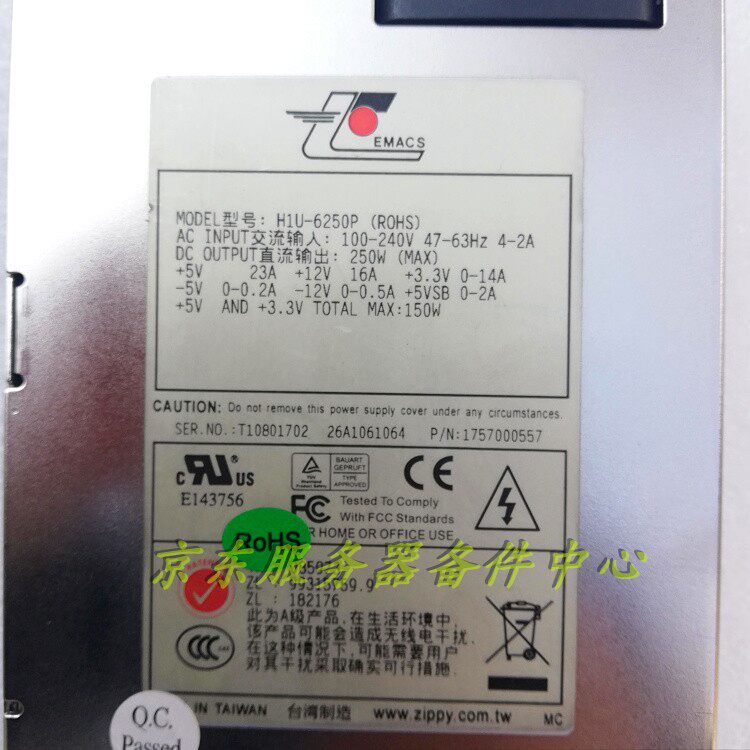 EMACS
MODEL型号: H1U-6250P (ROHS)
AC INPUT交流输入: 100-240V 47-63Hz 4-2A
DC OUTPUT直流输出: 250W (MAX)
+5V 23A +12V 16A +3.3V 0-14A
-5V 0-0.2A -12V 0-0.5A +5VSB 0-2A
+5V AND +3.3V TOTAL MAX:150W
CAUTION: Do not remove this power supply cover under any circumstances.
SER.NO.:T10801702 26A1061064 P/N:1757000557
c RU US
E143756
TÜV Rheinland Product Safety
BAUART GEPRUFT
TYPE APPROVED
CE
FC Tested To Comply
With FCC Standards
FOR HOME OR OFFICE USE
RoHS
京东服务器备件中心
ZL : 182176
此为A级产品,在生活环境中,
该产品可能会造成无线电干扰.
在这种情况下,可能需要用户
对其干扰采取确实可行措施.
CCC
IN TAIWAN 台湾制造 www.zippy.com.tw MC
Q.C.
Passed